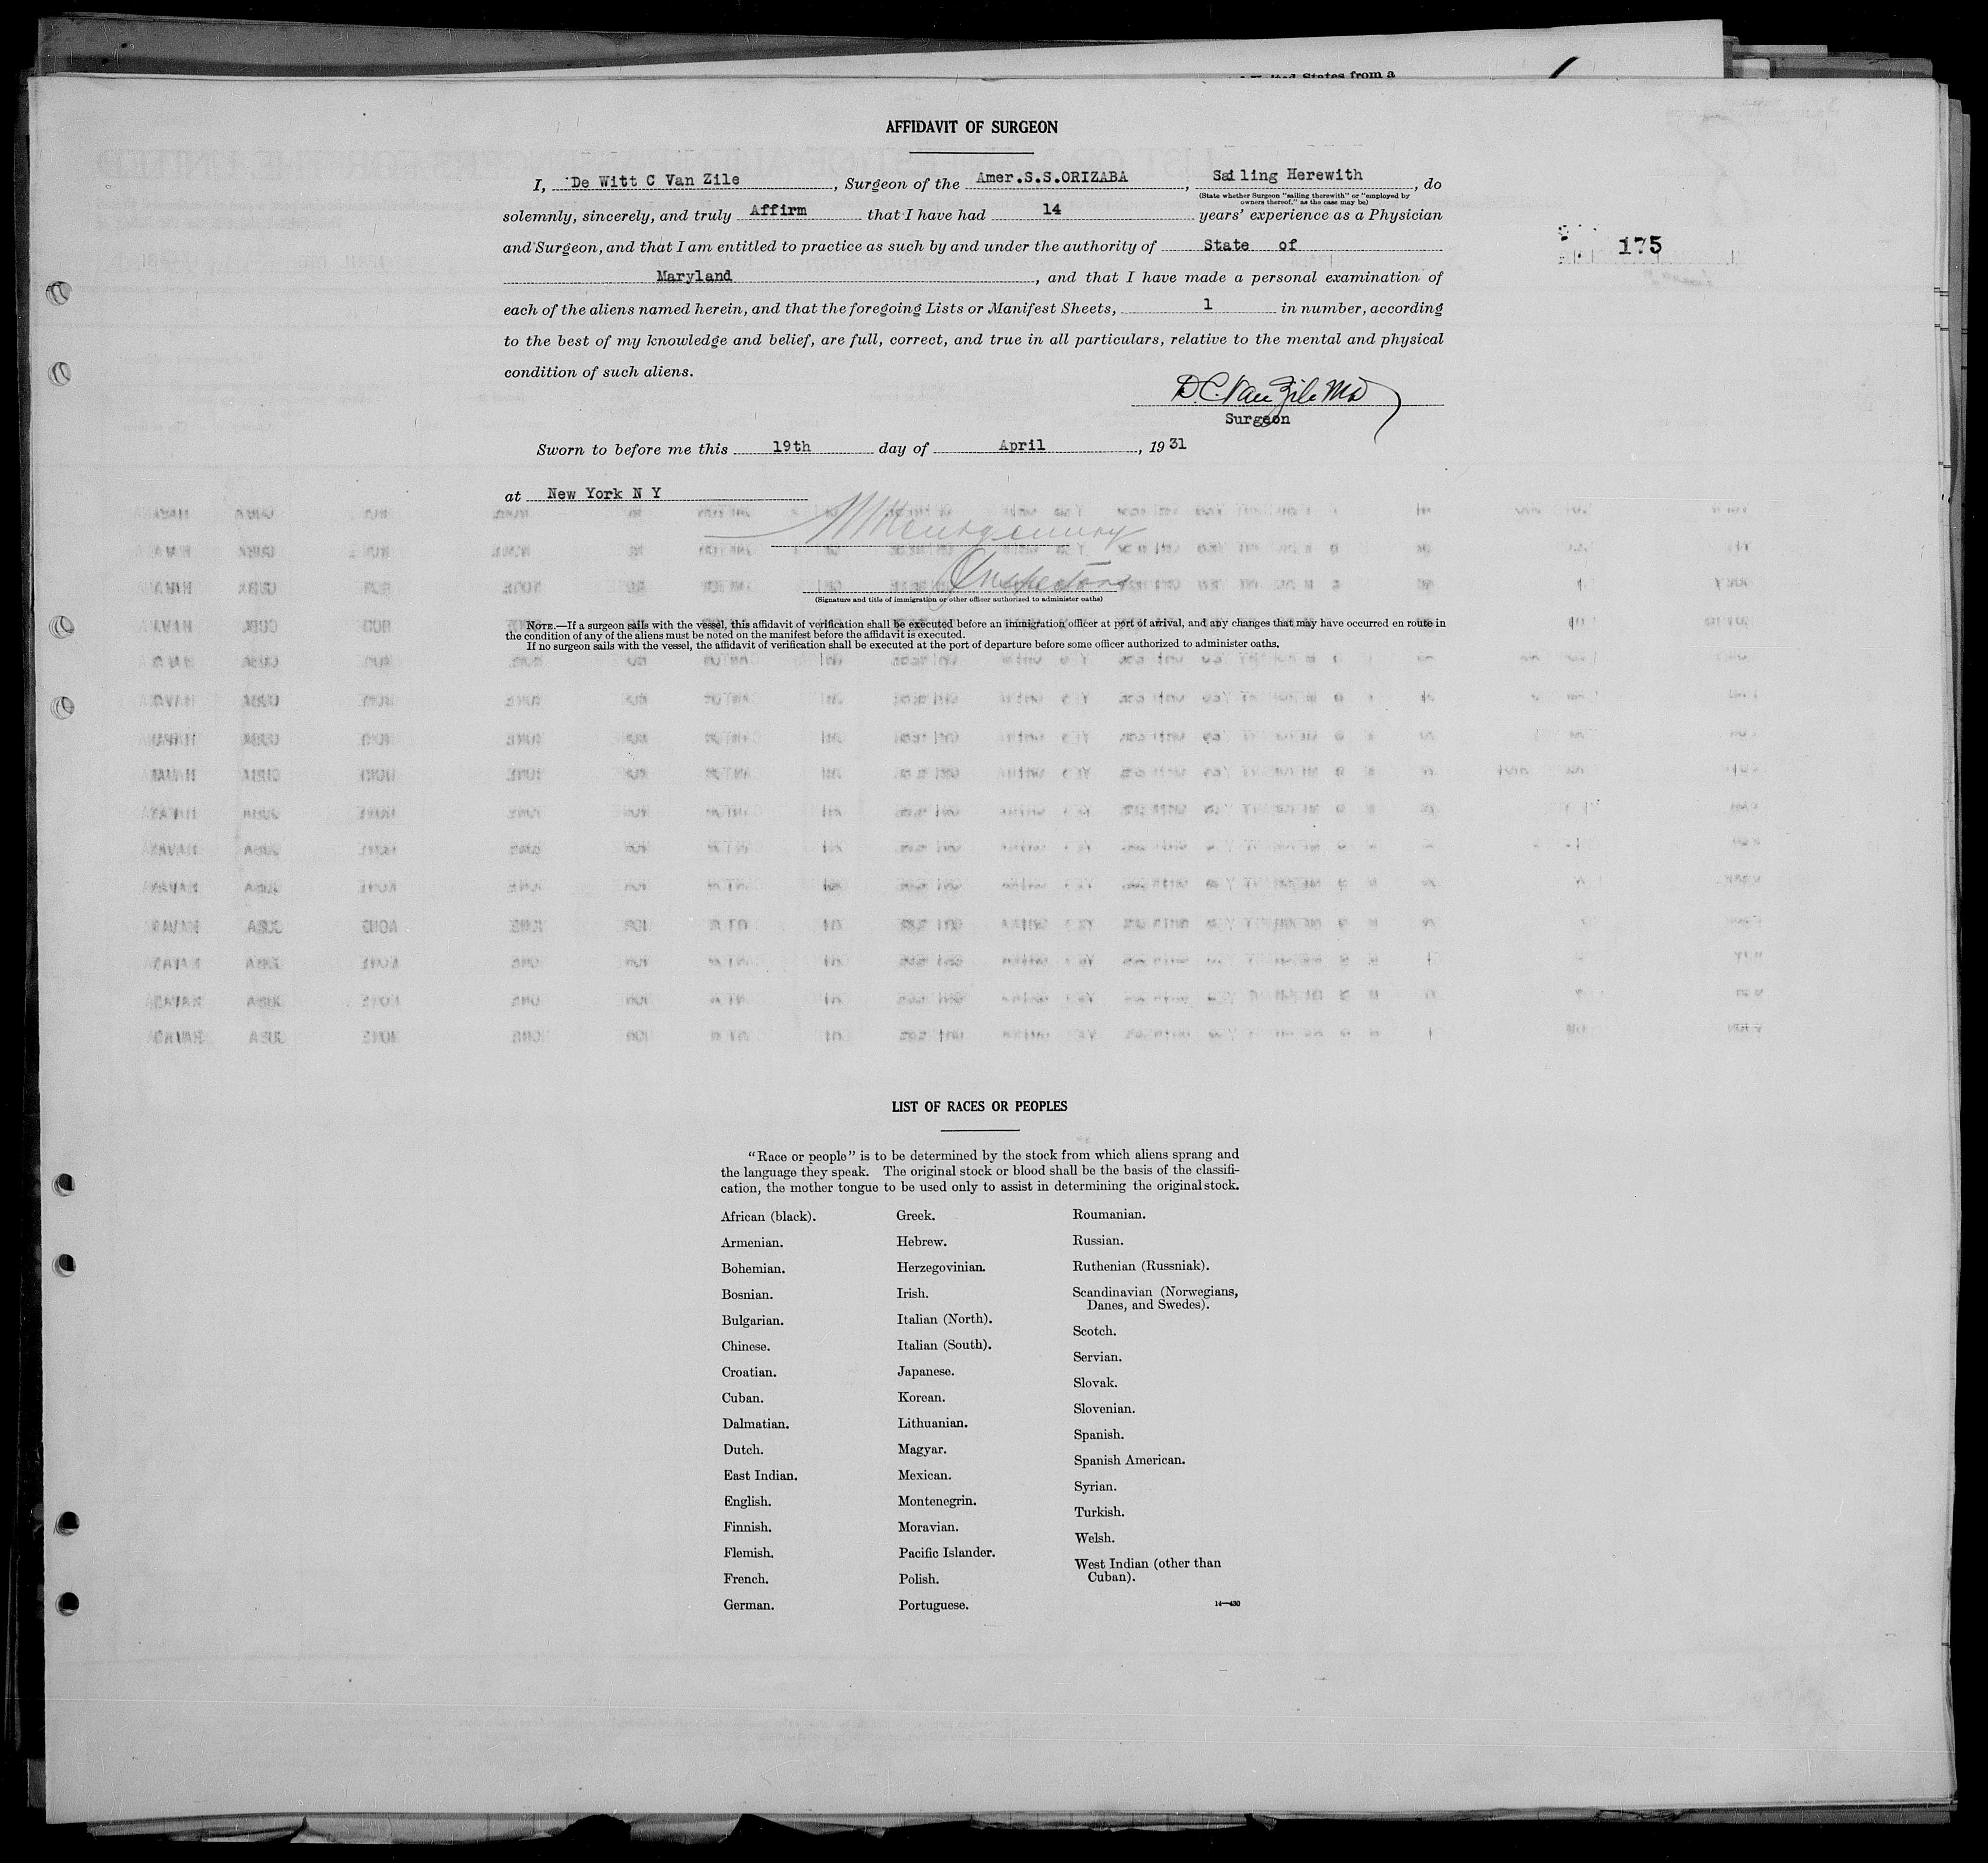 United States from a
AFFIDAVIT OF SURGEON
I, De Witt C Van Zile, Surgeon of the Amer.S.S.ORIZABA, Sailing Herewith, do
(State whether Surgeon "sailing therewith" or "employed by
owners thereof," as the case may be)
solemnly, sincerely, and truly Affirm that I have had 14 years' experience as a Physician
and Surgeon, and that I am entitled to practice as such by and under the authority of State of
175
Maryland, and that I have made a personal examination of
each of the aliens named herein, and that the foregoing Lists or Manifest Sheets, 1 in number, according
to the best of my knowledge and belief, are full, correct, and true in all particulars, relative to the mental and physical
condition of such aliens.
D. C. Van Zile MD
Surgeon
Sworn to before me this 19th day of April, 1931
at New York N Y
Montgomery
Inspector
(Signature and title of immigration or other officer authorized to administer oaths)
NOTE.—If a surgeon sails with the vessel, this affidavit of verification shall be executed before an immigration officer at port of arrival, and any changes that may have occurred en route in
the condition of any of the aliens must be noted on the manifest before the affidavit is executed.
If no surgeon sails with the vessel, the affidavit of verification shall be executed at the port of departure before some officer authorized to administer oaths.
LIST OF RACES OR PEOPLES
"Race or people" is to be determined by the stock from which aliens sprang and
the language they speak. The original stock or blood shall be the basis of the classifi-
cation, the mother tongue to be used only to assist in determining the original stock.
African (black).
Armenian.
Bohemian.
Bosnian.
Bulgarian.
Chinese.
Croatian.
Cuban.
Dalmatian.
Dutch.
East Indian.
English.
Finnish.
Flemish.
French.
German.
Greek.
Hebrew.
Herzegovinian.
Irish.
Italian (North).
Italian (South).
Japanese.
Korean.
Lithuanian.
Magyar.
Mexican.
Montenegrin.
Moravian.
Pacific Islander.
Polish.
Portuguese.
Roumanian.
Russian.
Ruthenian (Russniak).
Scandinavian (Norwegians,
Danes, and Swedes).
Scotch.
Servian.
Slovak.
Slovenian.
Spanish.
Spanish American.
Syrian.
Turkish.
Welsh.
West Indian (other than
Cuban).
14—430